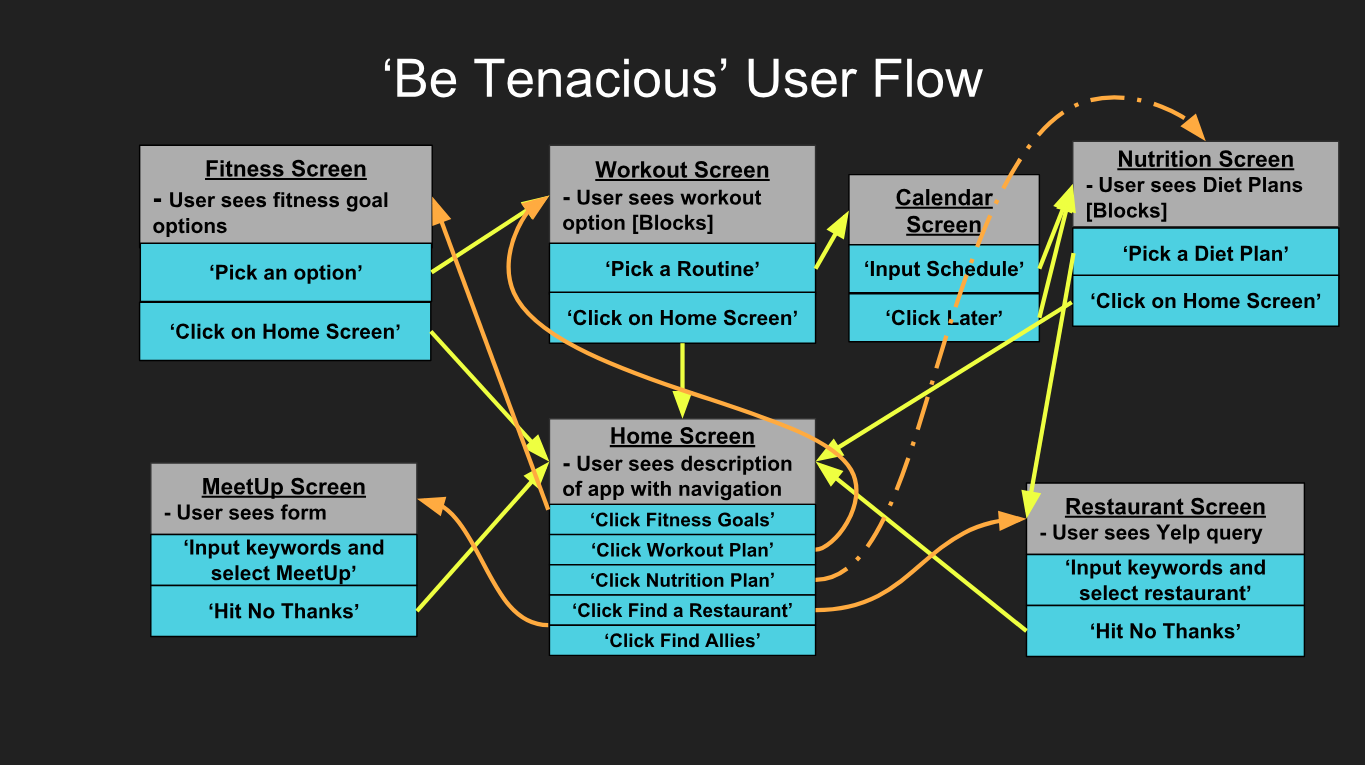 ‘Be Tenacious’ User Flow
Fitness Screen
- User sees fitness goal
options
‘Pick an option’
‘Click on Home Screen’
Workout Screen
- User sees workout
option [Blocks]
‘Pick a Routine’
‘Click on Home Screen’
Calendar
Screen
‘Input Schedule’
‘Click Later’
Nutrition Screen
- User sees Diet Plans
[Blocks]
‘Pick a Diet Plan’
‘Click on Home Screen’
MeetUp Screen
- User sees form
‘Input keywords and
select MeetUp’
‘Hit No Thanks’
Home Screen
- User sees description
of app with navigation
‘Click Fitness Goals’
‘Click Workout Plan’
‘Click Nutrition Plan’
‘Click Find a Restaurant’
‘Click Find Allies’
Restaurant Screen
- User sees Yelp query
‘Input keywords and
select restaurant’
‘Hit No Thanks’